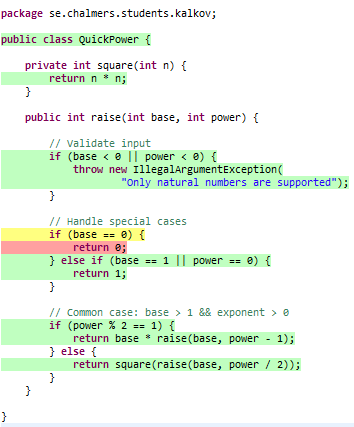 package se.chalmers.students.kalkov;
public class QuickPower {
private int square(int n) {
return n * n;
}
public int raise(int base, int power) {
// Validate input
if (base < 0 || power < 0) {
throw new IllegalArgumentException(
"Only natural numbers are supported");
}
// Handle special cases
if (base == 0) {
return 0;
} else if (base == 1 || power == 0) {
return 1;
}
// Common case: base > 1 && exponent > 0
if (power % 2 == 1) {
return base * raise(base, power - 1);
} else {
return square(raise(base, power / 2));
}
}
}